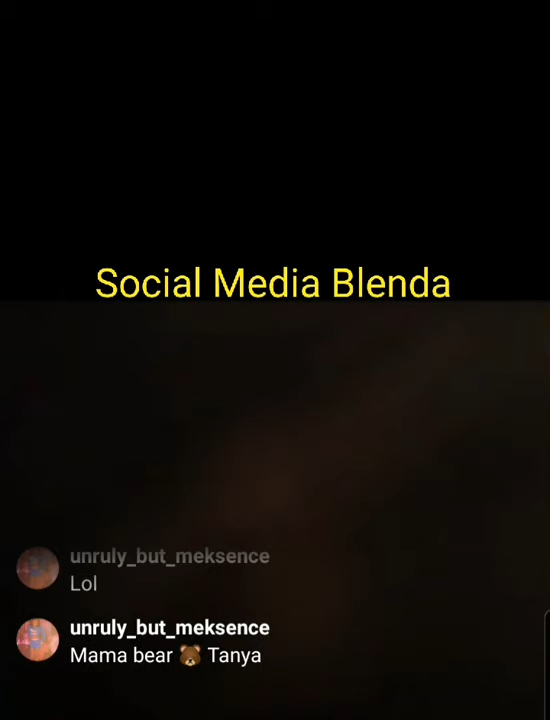 Social Media Blenda
unruly_but_meksence
Lol
unruly_but_meksence
Mama bear 🐻 Tanya